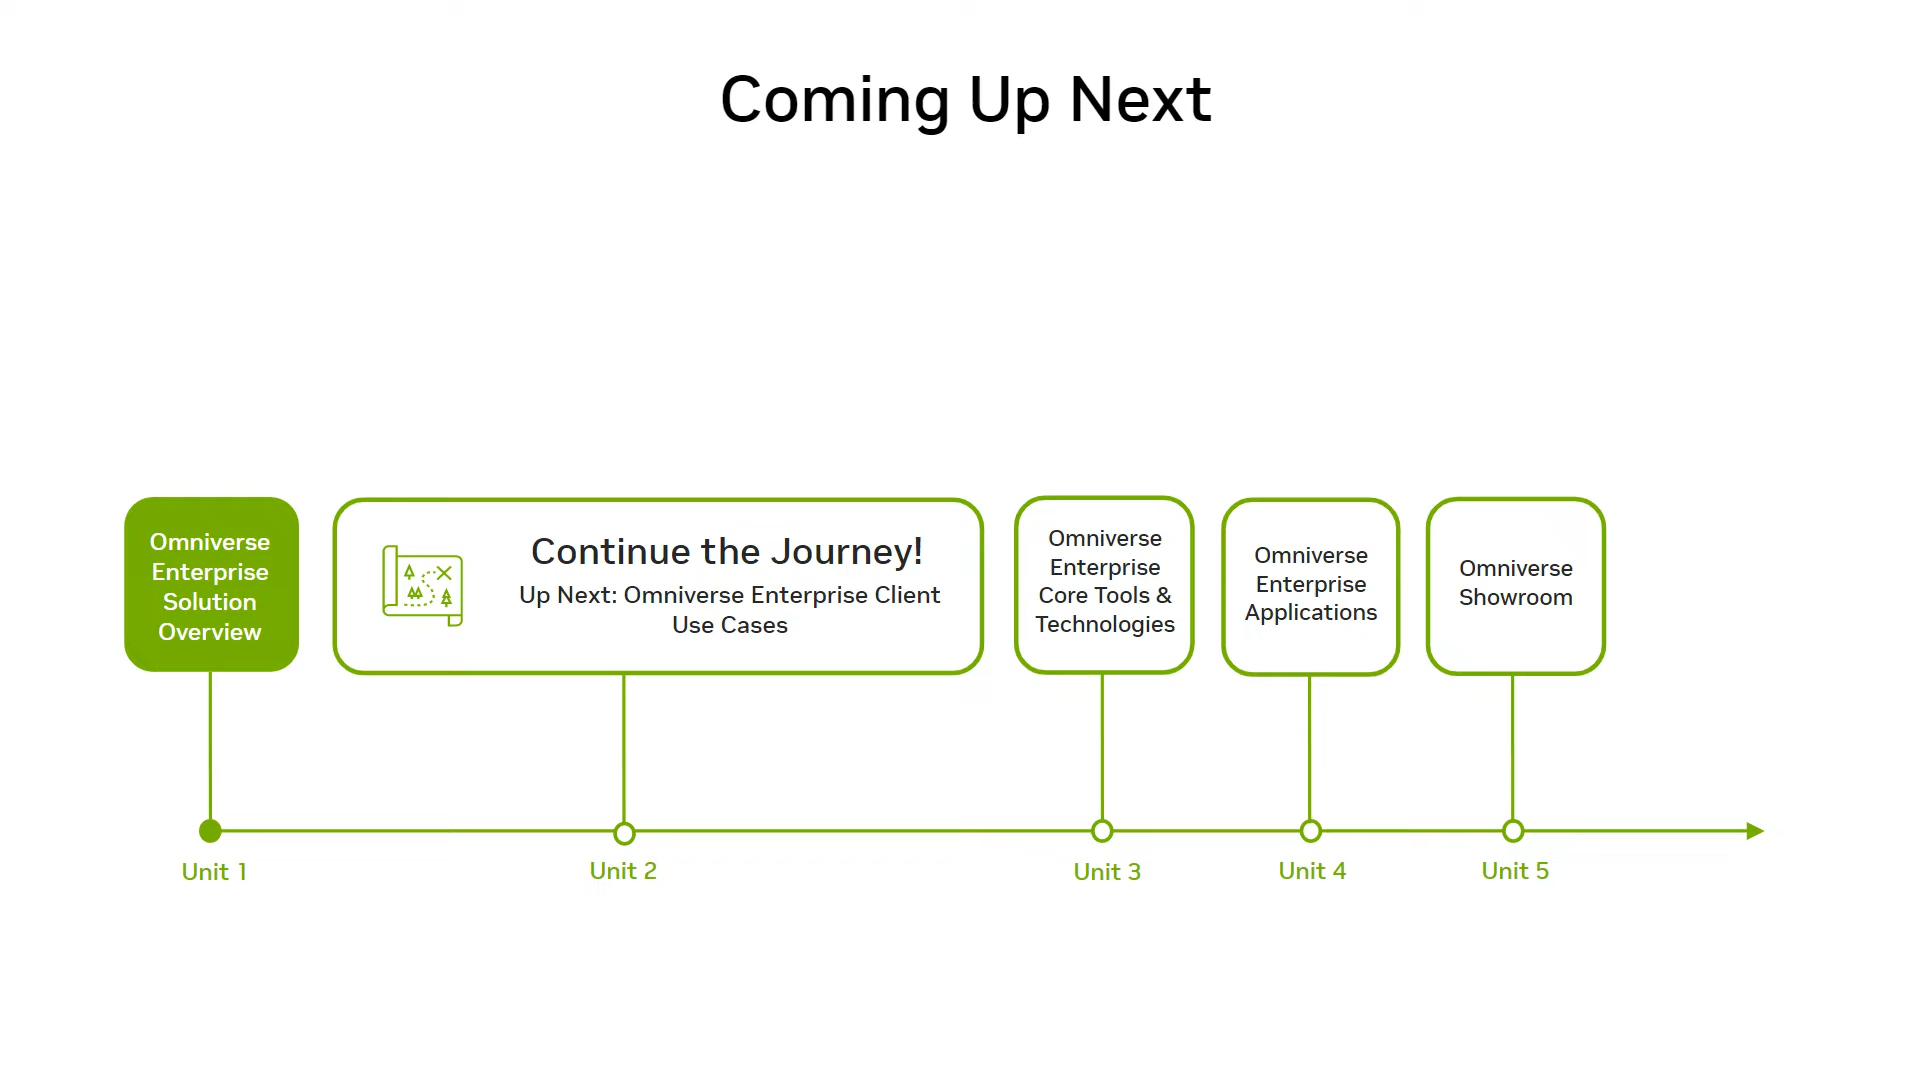 Coming Up Next
Omniverse
Enterprise
Solution
Overview
Continue the Journey!
Up Next: Omniverse Enterprise Client
Use Cases
Omniverse
Enterprise
Core Tools &
Technologies
Omniverse
Enterprise
Applications
Omniverse
Showroom
Unit 1
Unit 2
Unit 3
Unit 4
Unit 5